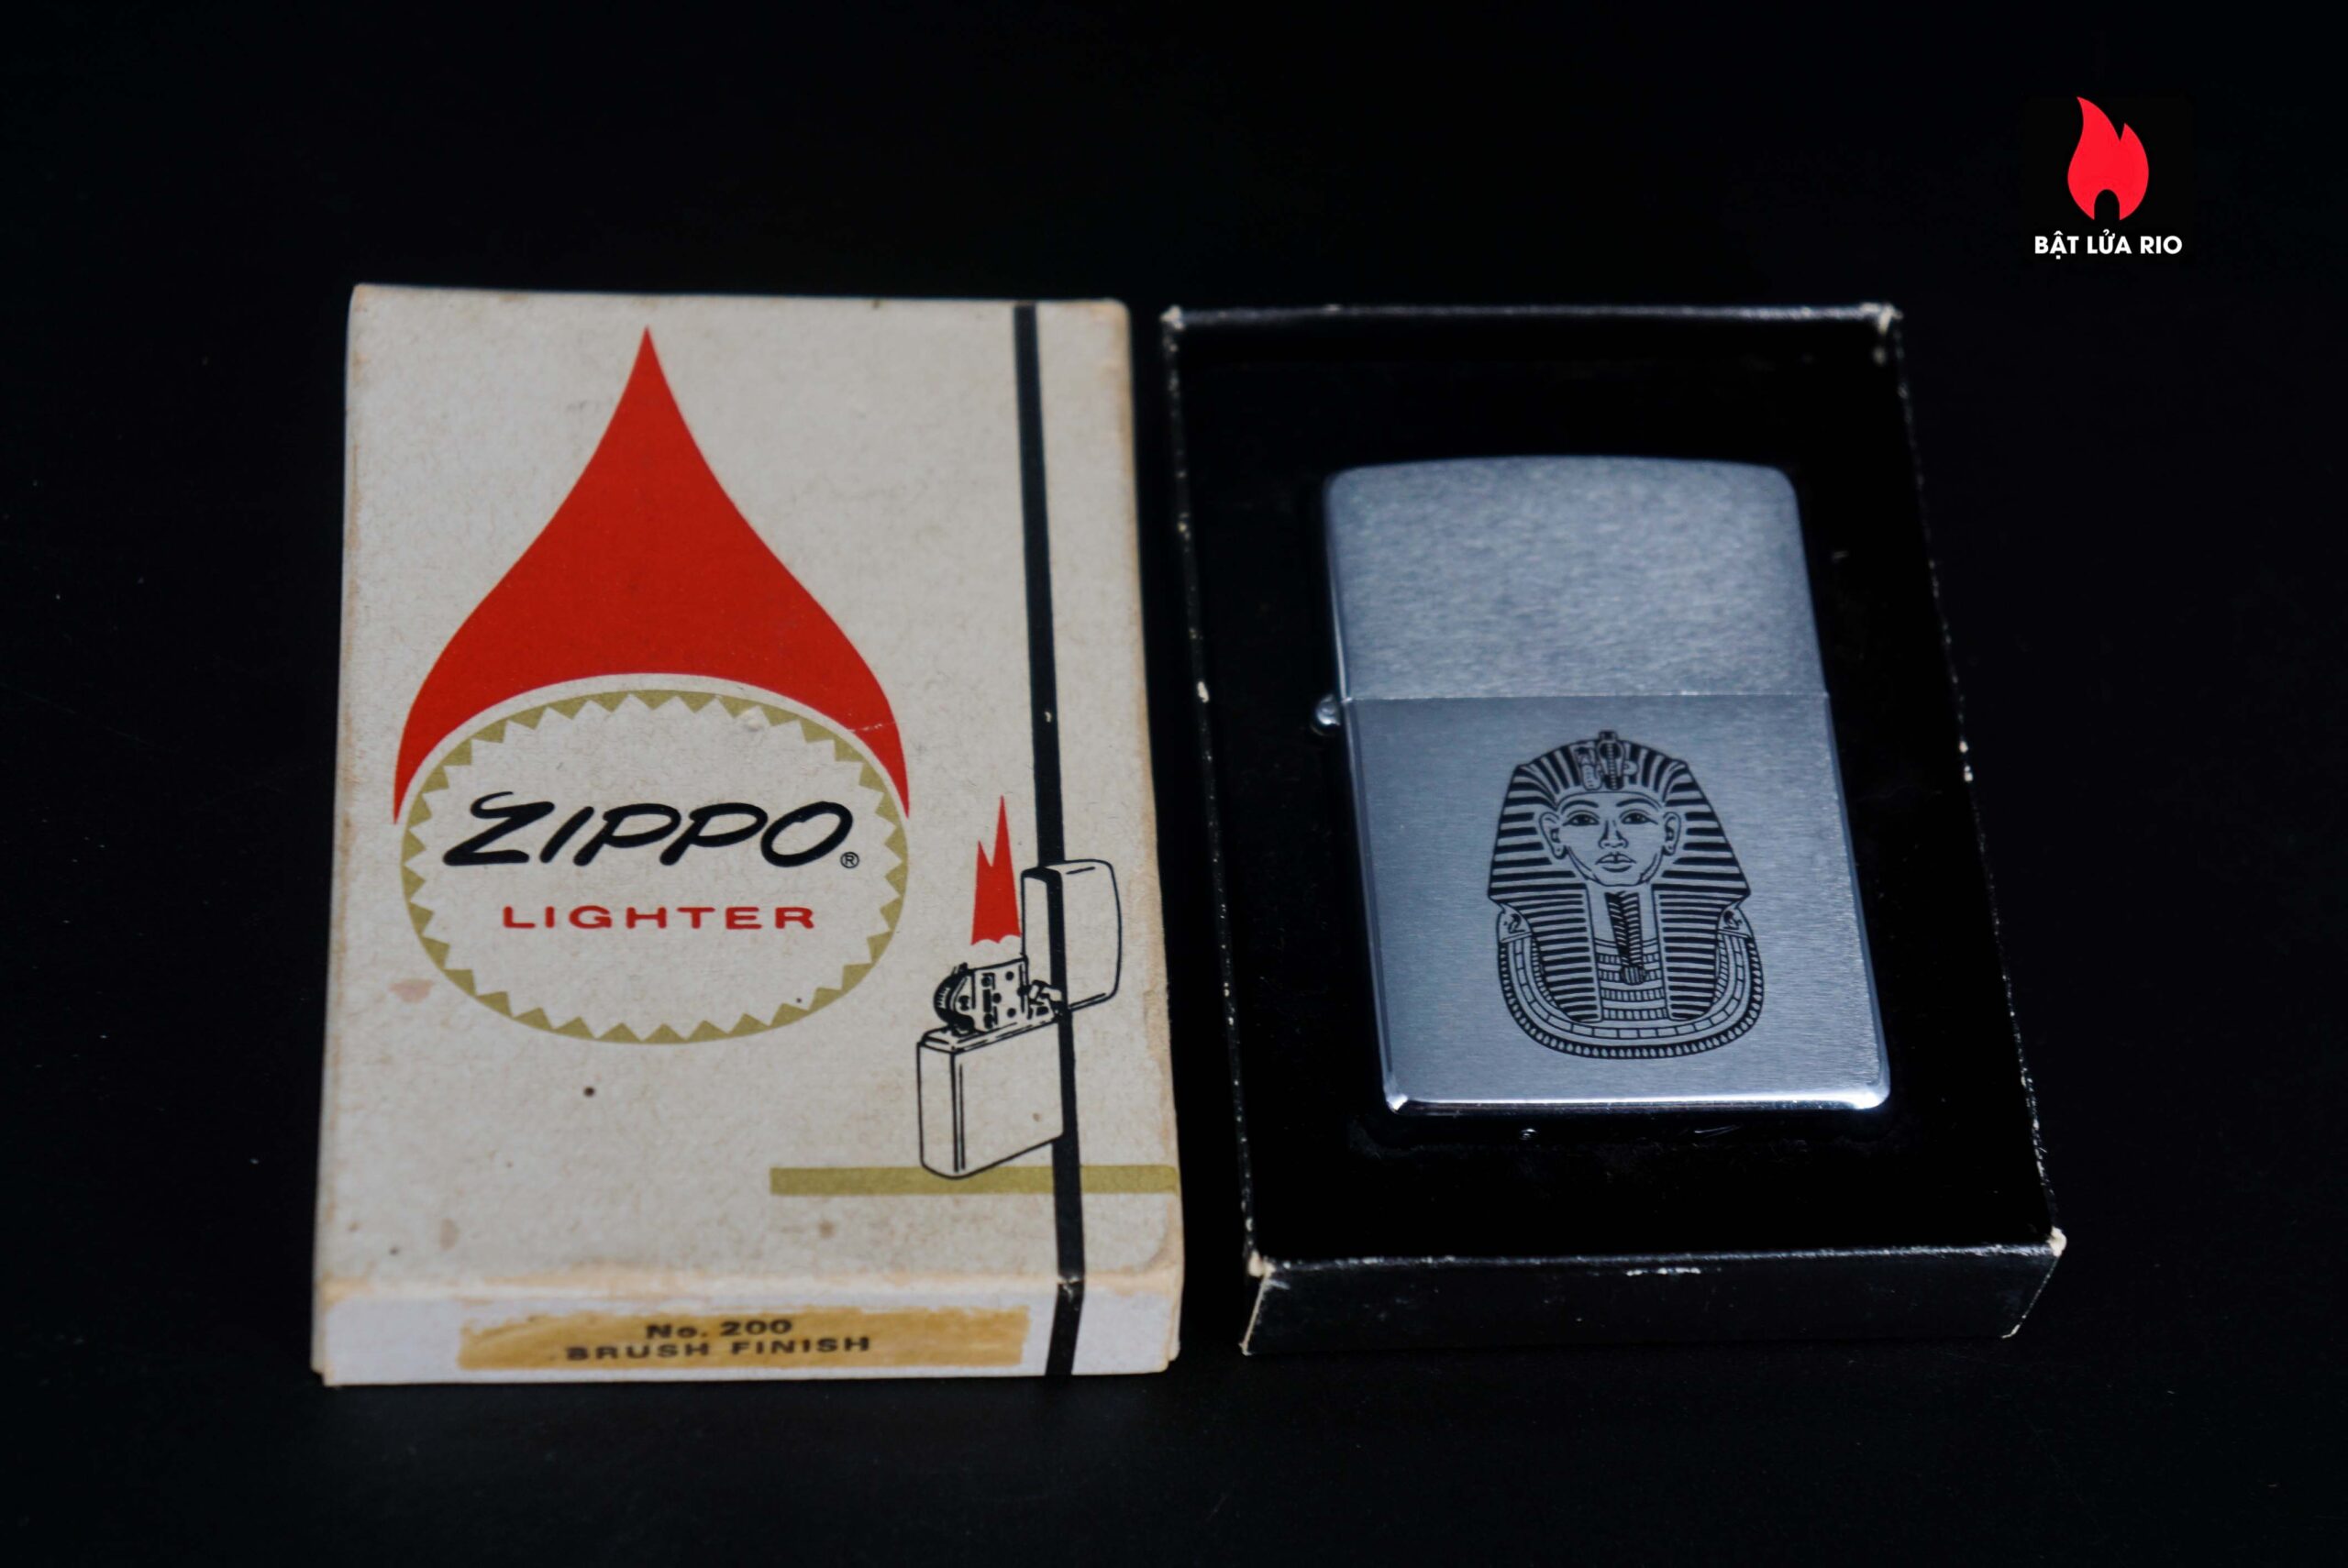 BẬT LỬA RIO
ZIPPO®
LIGHTER
No. 200
BRUSH FINISH